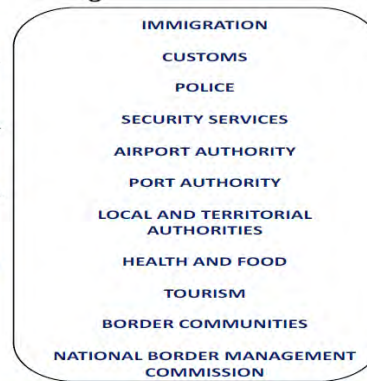 IMMIGRATION
CUSTOMS
POLICE
SECURITY SERVICES
AIRPORT AUTHORITY
PORT AUTHORITY
LOCAL AND TERRITORIAL
AUTHORITIES
HEALTH AND FOOD
TOURISM
BORDER COMMUNITIES
NATIONAL BORDER MANAGEMENT
COMMISSION